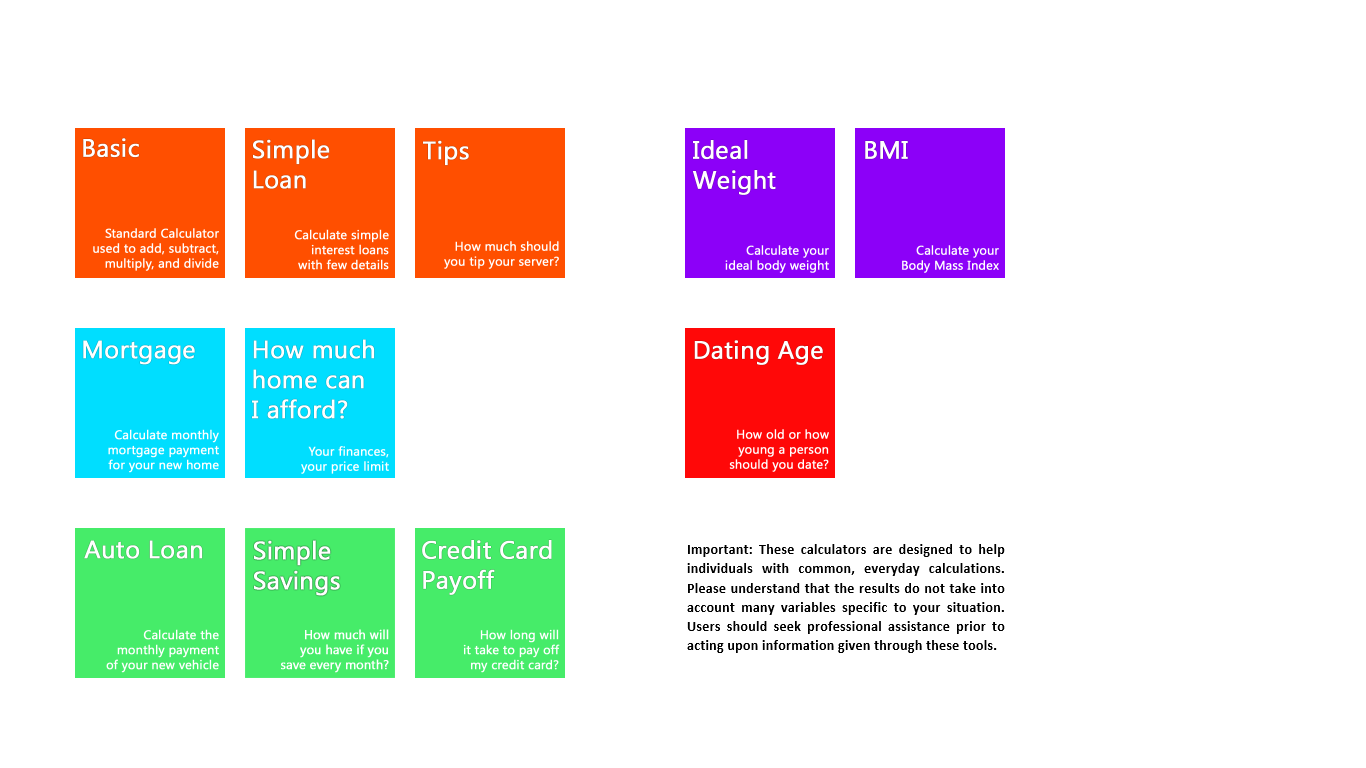 Basic
Standard Calculator
used to add, subtract,
multiply, and divide
Simple
Loan
Calculate simple
interest loans
with few details
Tips
How much should
you tip your server?
Ideal
Weight
Calculate your
ideal body weight
BMI
Calculate your
Body Mass Index
Mortgage
Calculate monthly
mortgage payment
for your new home
How much
home can
I afford?
Your finances,
your price limit
Dating Age
How old or how
young a person
should you date?
Auto Loan
Calculate the
monthly payment
of your new vehicle
Simple
Savings
How much will
you have if you
save every month?
Credit Card
Payoff
How long will
it take to pay off
my credit card?
Important: These calculators are designed to help
individuals with common, everyday calculations.
Please understand that the results do not take into
account many variables specific to your situation.
Users should seek professional assistance prior to
acting upon information given through these tools.